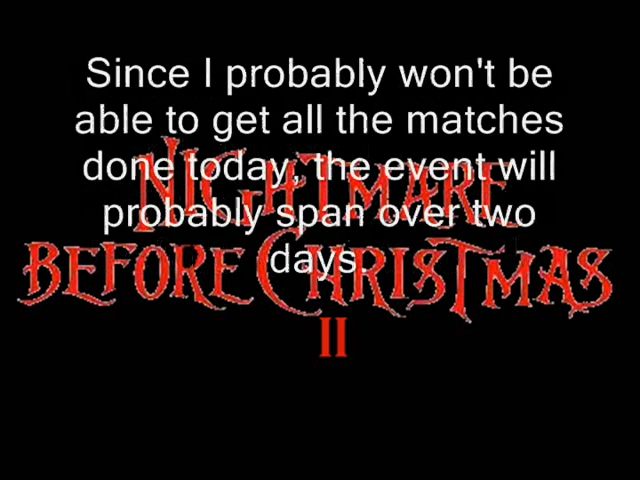 Since I probably won't be
able to get all the matches
done today, the event will
probably span over two
days.
NIGHTMARE
BEFORE CHRISTMAS
II